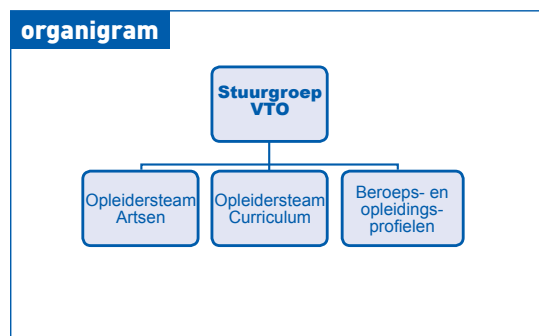 organigram
Stuurgroep
VTO
Opleidersteam
Artsen
Opleidersteam
Curriculum
Beroeps- en
opleidings-
profielen